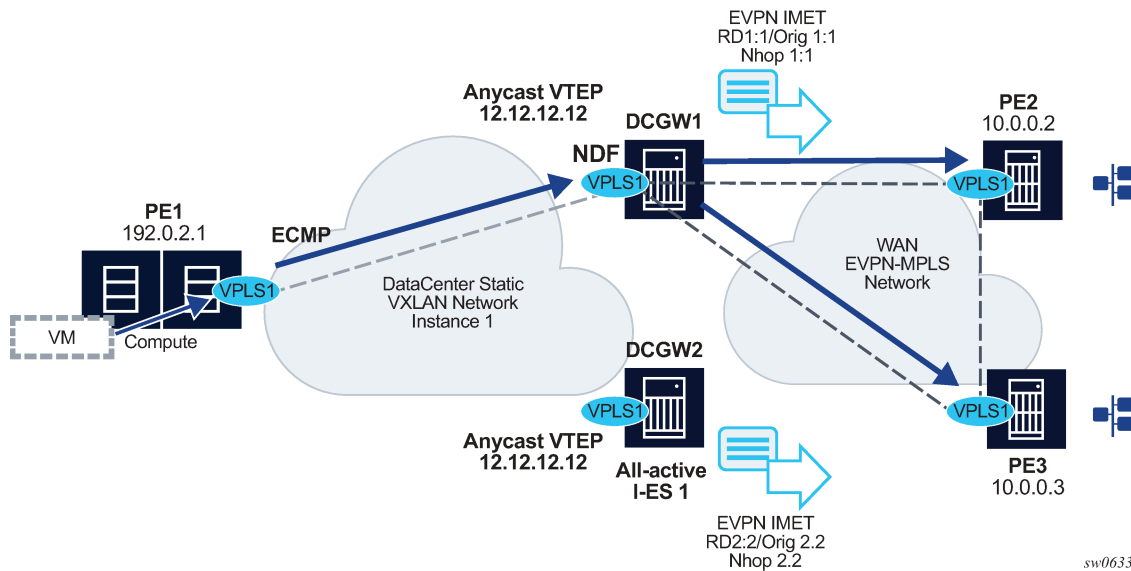 EVPN IMET
RD1:1/Orig 1:1
Nhop 1:1
Anycast VTEP
12.12.12.12
DCGW1
PE2
10.0.0.2
NDF
VPLS1
VPLS1
PE1
192.0.2.1
ECMP
WAN
EVPN-MPLS
Network
VPLS1
DataCenter Static
VXLAN Network
Instance 1
VM
Compute
DCGW2
VPLS1
VPLS1
Anycast VTEP
12.12.12.12
All-active
I-ES 1
PE3
10.0.0.3
EVPN IMET
RD2:2/Orig 2.2
Nhop 2.2
sw0633